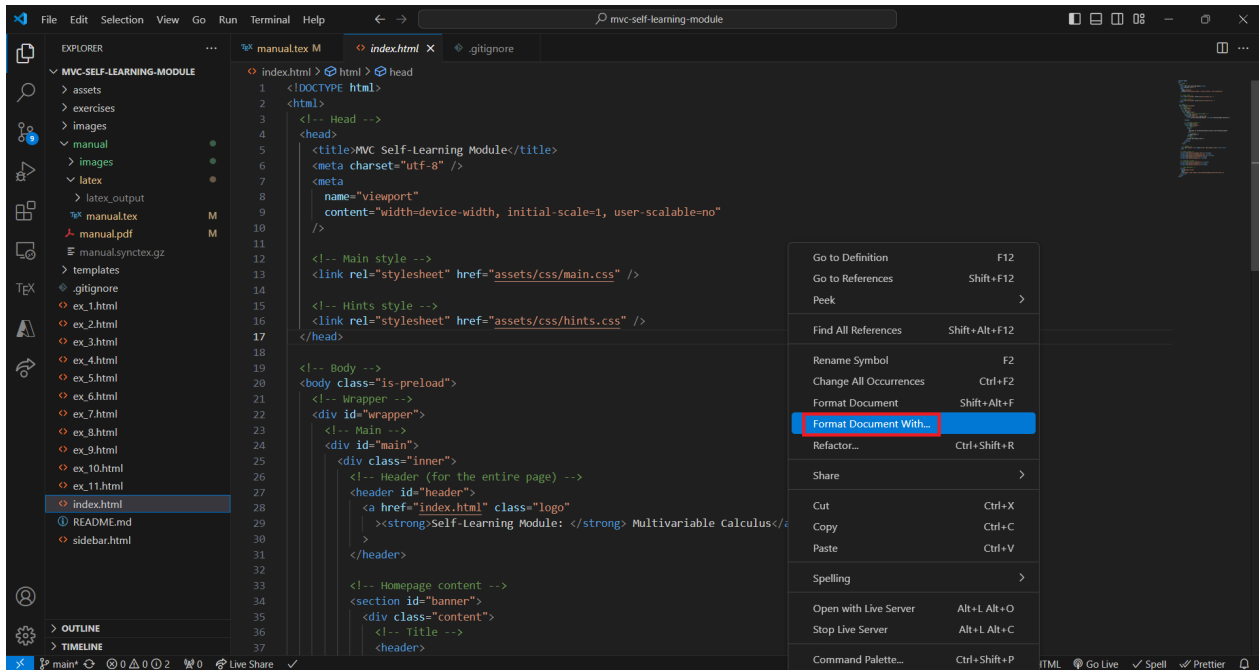 File Edit Selection View Go Run Terminal Help
mvc-self-learning-module
EXPLORER
MVC-SELF-LEARNING-MODULE
assets
exercises
images
manual
images
latex
latex_output
TEX manual.tex M
manual.pdf M
manual.synctex.gz
templates
.gitignore
ex_1.html
ex_2.html
ex_3.html
ex_4.html
ex_5.html
ex_6.html
ex_7.html
ex_8.html
ex_9.html
ex_10.html
ex_11.html
index.html
README.md
sidebar.html
OUTLINE
TIMELINE
TEX
9
TEX manual.tex M
index.html
.gitignore
index.html > html > head
1 <!DOCTYPE html>
2 <html>
3 <!-- Head -->
4 <head>
5 <title>MVC Self-Learning Module</title>
6 <meta charset="utf-8" />
7 <meta
8 name="viewport"
9 content="width=device-width, initial-scale=1, user-scalable=no"
10 />
11
12 <!-- Main style -->
13 <link rel="stylesheet" href="assets/css/main.css" />
14
15 <!-- Hints style -->
16 <link rel="stylesheet" href="assets/css/hints.css" />
17 </head>
18
19 <!-- Body -->
20 <body class="is-preload">
21 <!-- Wrapper -->
22 <div id="wrapper">
23 <!-- Main -->
24 <div id="main">
25 <div class="inner">
26 <!-- Header (for the entire page) -->
27 <header id="header">
28 <a href="index.html" class="logo"
29 ><strong>Self-Learning Module: </strong> Multivariable Calculus</a
30 >
31 </header>
32
33 <!-- Homepage content -->
34 <section id="banner">
35 <div class="content">
36 <!-- Title -->
37 <header>
Go to Definition F12
Go to References Shift+F12
Peek
Find All References Shift+Alt+F12
Rename Symbol F2
Change All Occurrences Ctrl+F2
Format Document Shift+Alt+F
Format Document With...
Refactor... Ctrl+Shift+R
Share
Cut Ctrl+X
Copy Ctrl+C
Paste Ctrl+V
Spelling
Open with Live Server Alt+L Alt+O
Stop Live Server Alt+L Alt+C
Command Palette... Ctrl+Shift+P
main* 0 0 2 0 Live Share
HTML Go Live Spell Prettier